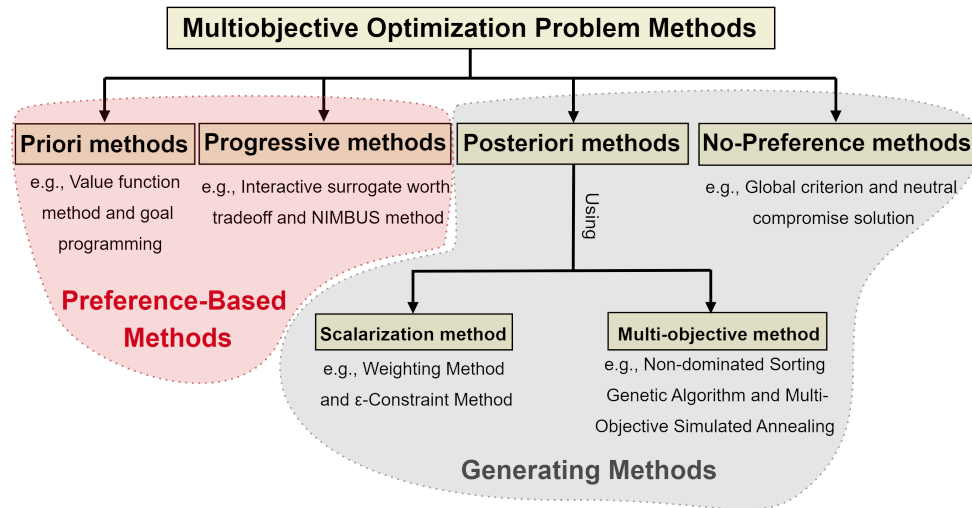 Multiobjective Optimization Problem Methods
Priori methods
Progressive methods
Posteriori methods
No-Preference methods
e.g., Value function
method and goal
programming
e.g., Interactive surrogate worth
tradeoff and NIMBUS method
Using
e.g., Global criterion and neutral
compromise solution
Preference-Based
Methods
Scalarization method
Multi-objective method
e.g., Weighting Method
and ε-Constraint Method
e.g., Non-dominated Sorting
Genetic Algorithm and Multi-
Objective Simulated Annealing
Generating Methods